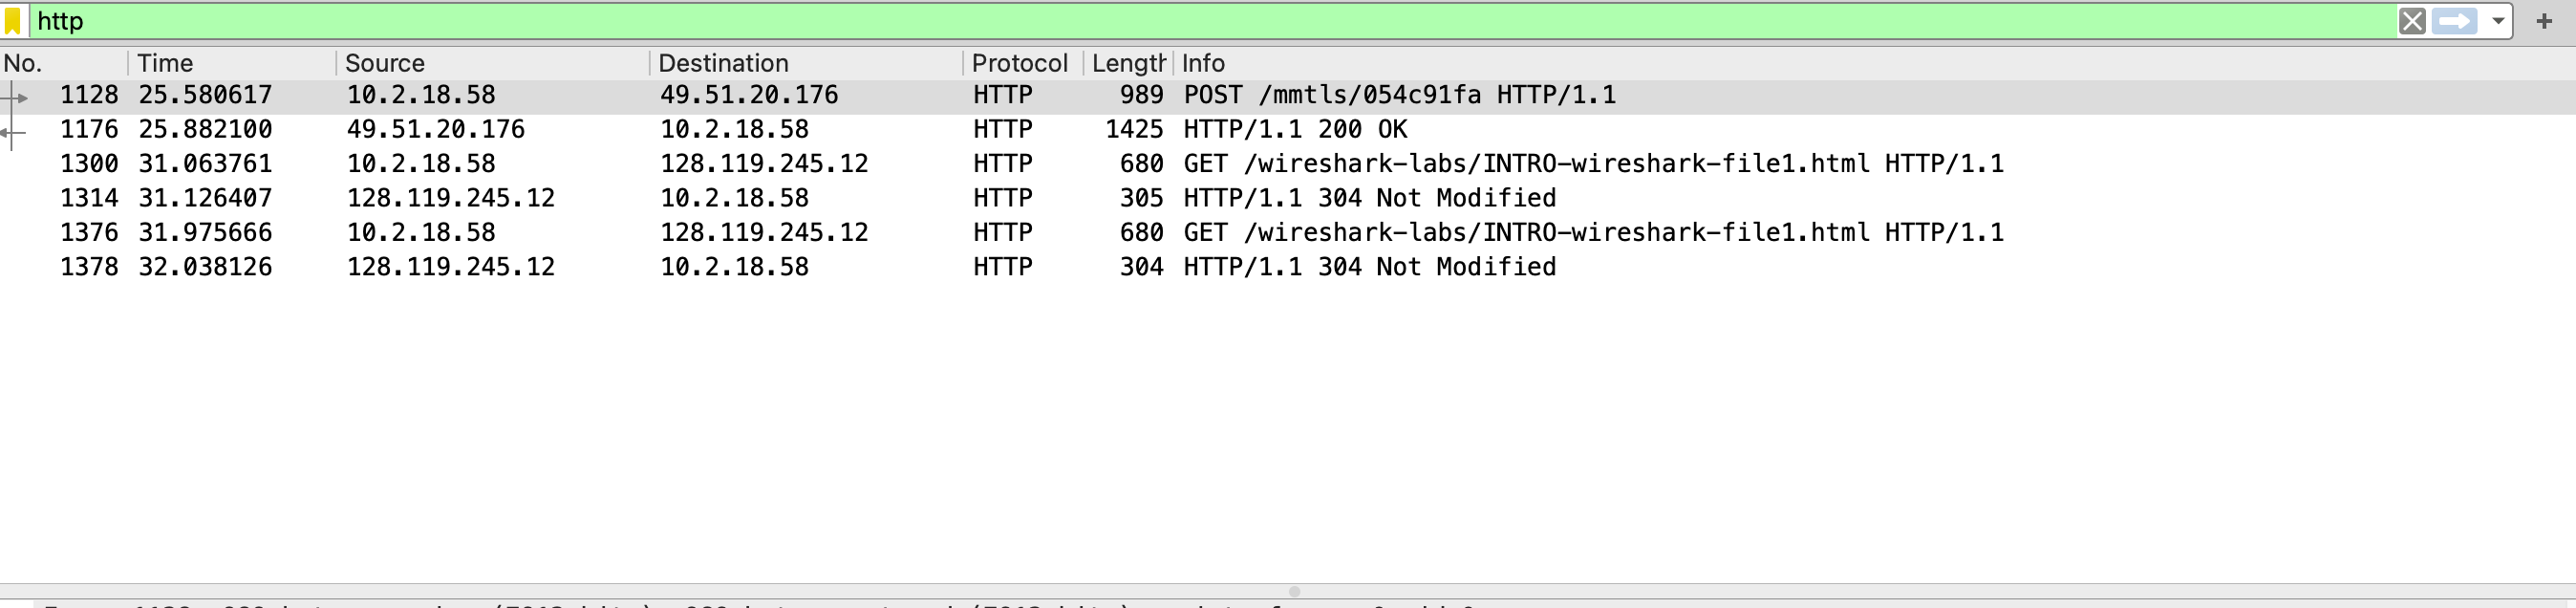 http
No. Time Source Destination Protocol Length Info
1128 25.580617 10.2.18.58 49.51.20.176 HTTP 989 POST /mmtls/054c91fa HTTP/1.1
1176 25.882100 49.51.20.176 10.2.18.58 HTTP 1425 HTTP/1.1 200 OK
1300 31.063761 10.2.18.58 128.119.245.12 HTTP 680 GET /wireshark-labs/INTRO-wireshark-file1.html HTTP/1.1
1314 31.126407 128.119.245.12 10.2.18.58 HTTP 305 HTTP/1.1 304 Not Modified
1376 31.975666 10.2.18.58 128.119.245.12 HTTP 680 GET /wireshark-labs/INTRO-wireshark-file1.html HTTP/1.1
1378 32.038126 128.119.245.12 10.2.18.58 HTTP 304 HTTP/1.1 304 Not Modified